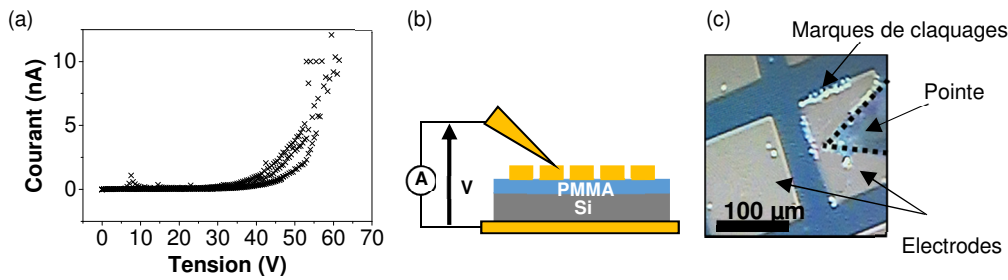 (a)
Courant (nA)
10
5
0
0 10 20 30 40 50 60 70
Tension (V)
(b)
A
V
PMMA
Si
(c)
Marques de claquages
Pointe
100 µm
Electrodes